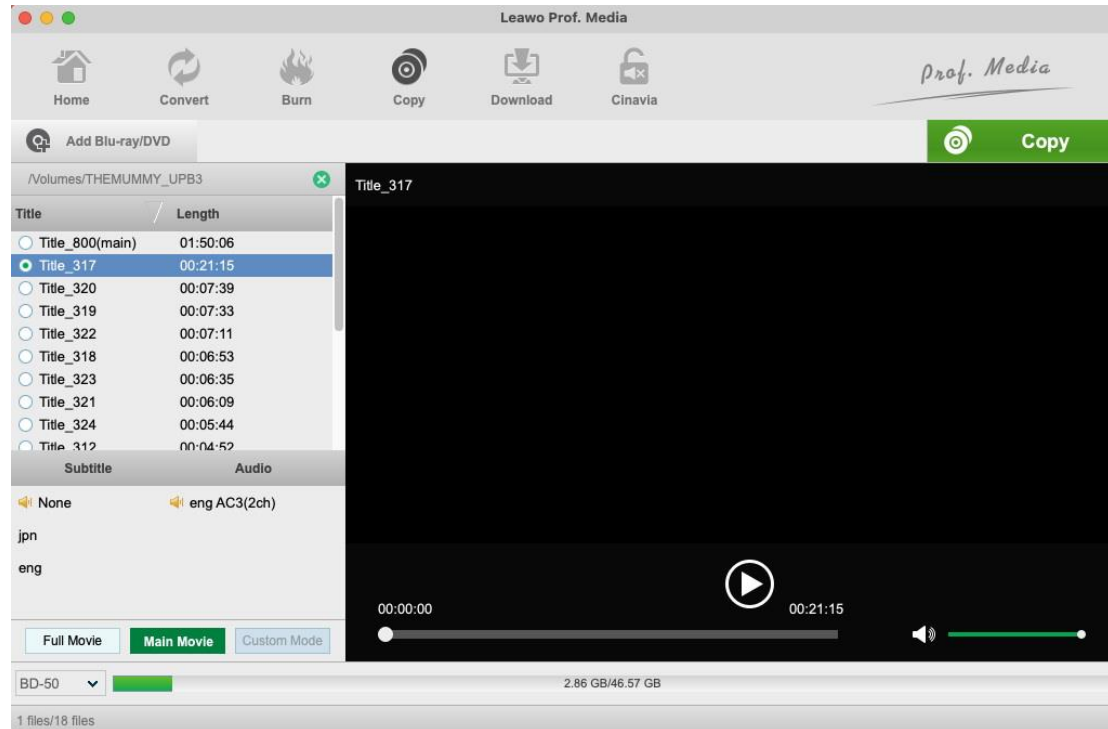 Leawo Prof. Media
Home Convert Burn Copy Download Cinavia
Prof. Media
Add Blu-ray/DVD
Copy
/Volumes/THEMUMMY_UPB3
Title_317
Title Length
Title_800(main) 01:50:06
Title_317 00:21:15
Title_320 00:07:39
Title_319 00:07:33
Title_322 00:07:11
Title_318 00:06:53
Title_323 00:06:35
Title_321 00:06:09
Title_324 00:05:44
Title_312 00:04:52
Subtitle Audio
None eng AC3(2ch)
jpn
eng
00:00:00 00:21:15
Full Movie Main Movie Custom Mode
BD-50 2.86 GB/46.57 GB
1 files/18 files